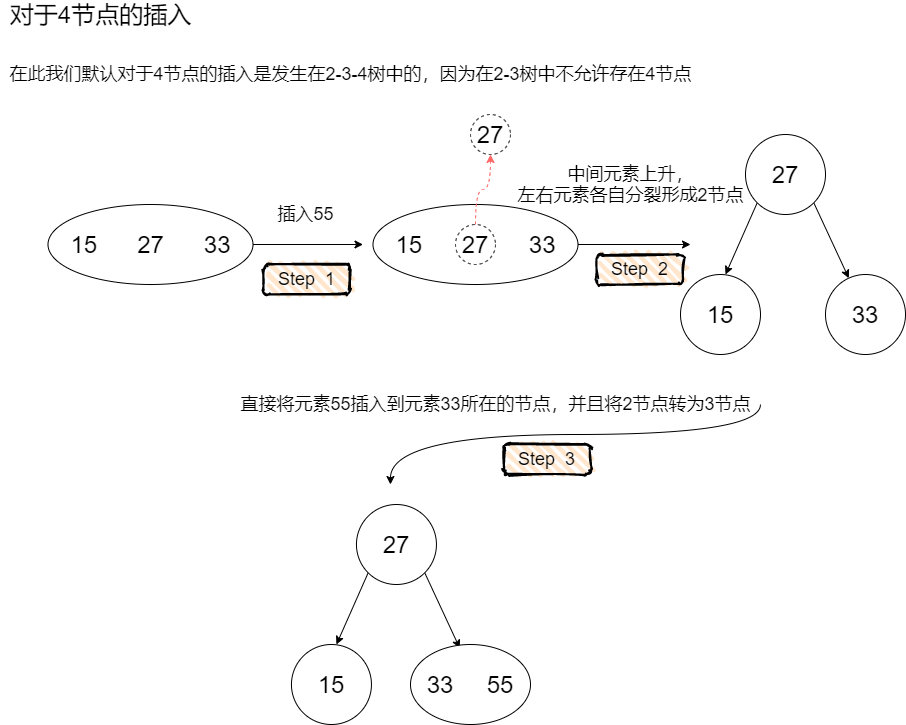 对于4节点的插入
在此我们默认对于4节点的插入是发生在2-3-4树中的，因为在2-3树中不允许存在4节点
27
中间元素上升，
左右元素各自分裂形成2节点
27
插入55
15 27 33
15 27 33
Step 1
Step 2
15
33
直接将元素55插入到元素33所在的节点，并且将2节点转为3节点
Step 3
27
15
33 55